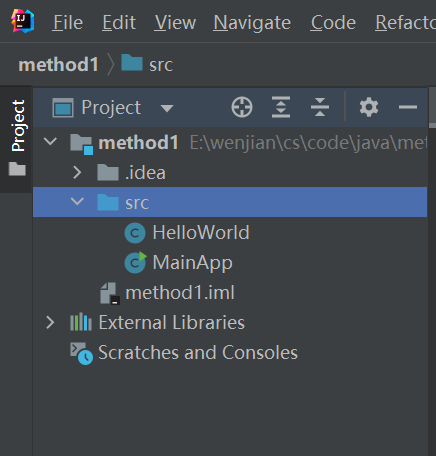 IJ File Edit View Navigate Code Refacto
method1 src
Project
Project
method1 E:\wenjian\cs\code\java\met
.idea
src
HelloWorld
MainApp
method1.iml
External Libraries
Scratches and Consoles